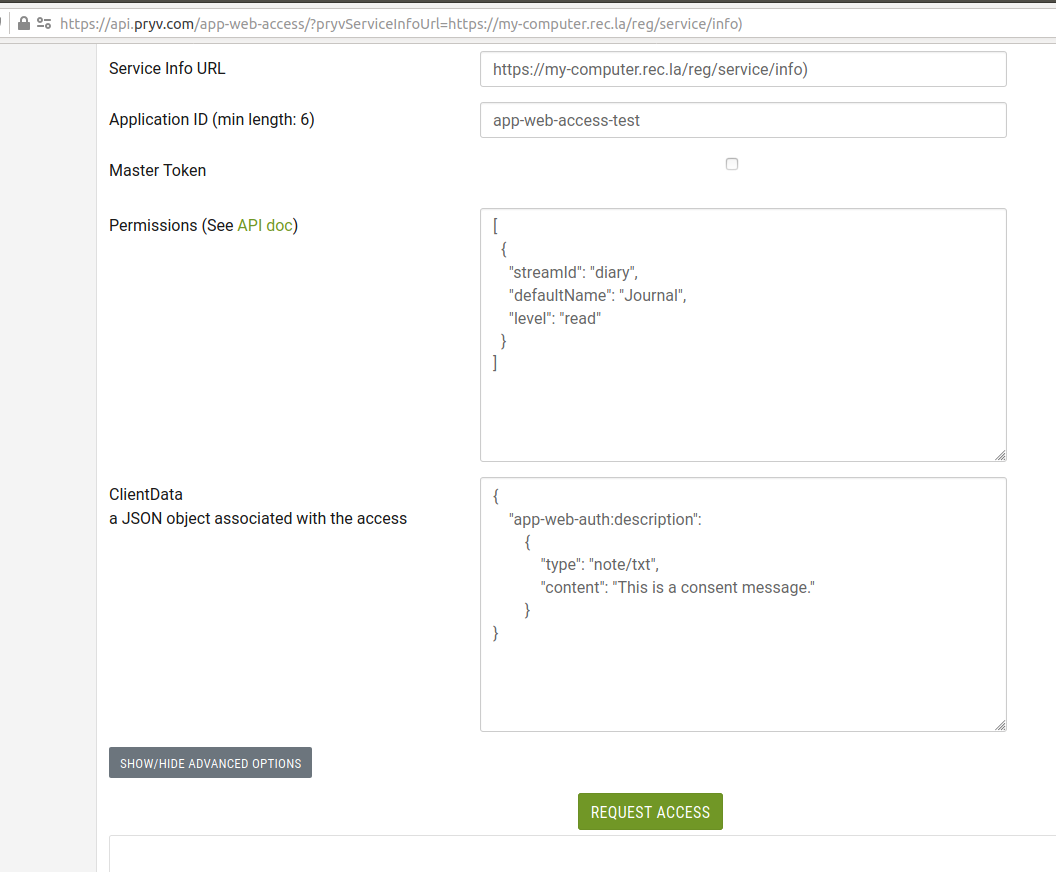 https://api.pryv.com/app-web-access/?pryvServiceInfoUrl=https://my-computer.rec.la/reg/service/info)
Service Info URL
https://my-computer.rec.la/reg/service/info)
Application ID (min length: 6)
app-web-access-test
Master Token
Permissions (See API doc)
[
{
"streamId": "diary",
"defaultName": "Journal",
"level": "read"
}
]
ClientData
a JSON object associated with the access
{
"app-web-auth:description":
{
"type": "note/txt",
"content": "This is a consent message."
}
}
SHOW/HIDE ADVANCED OPTIONS
REQUEST ACCESS